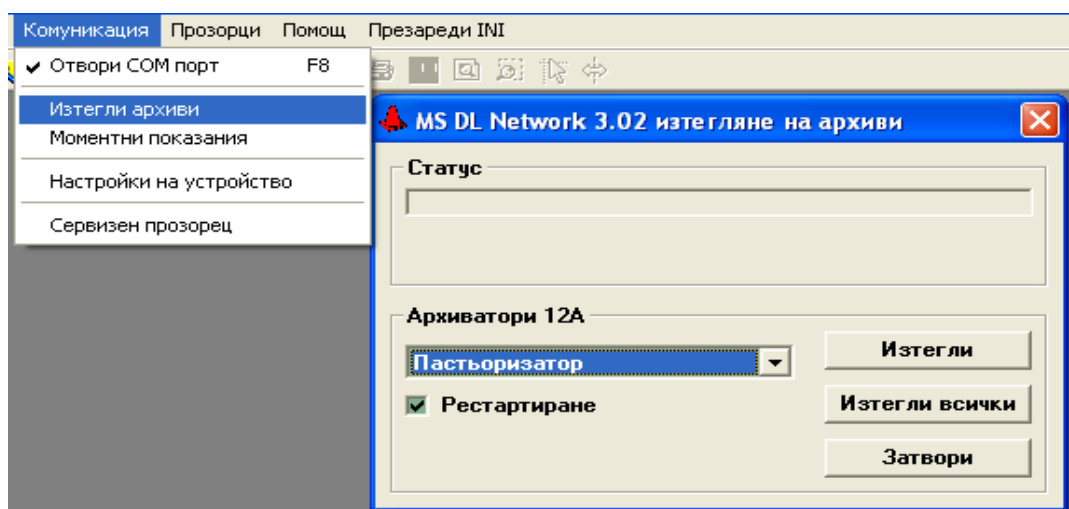 Комуникация Прозорци Помощ Презареди INI
Отвори COM порт F8
Изтегли архиви
Моментни показания
Настройки на устройство
Сервизен прозорец
MS DL Network 3.02 изтегляне на архиви
Статус
Архиватори 12А
Пастьоризатор
Изтегли
Рестартиране
Изтегли всички
Затвори